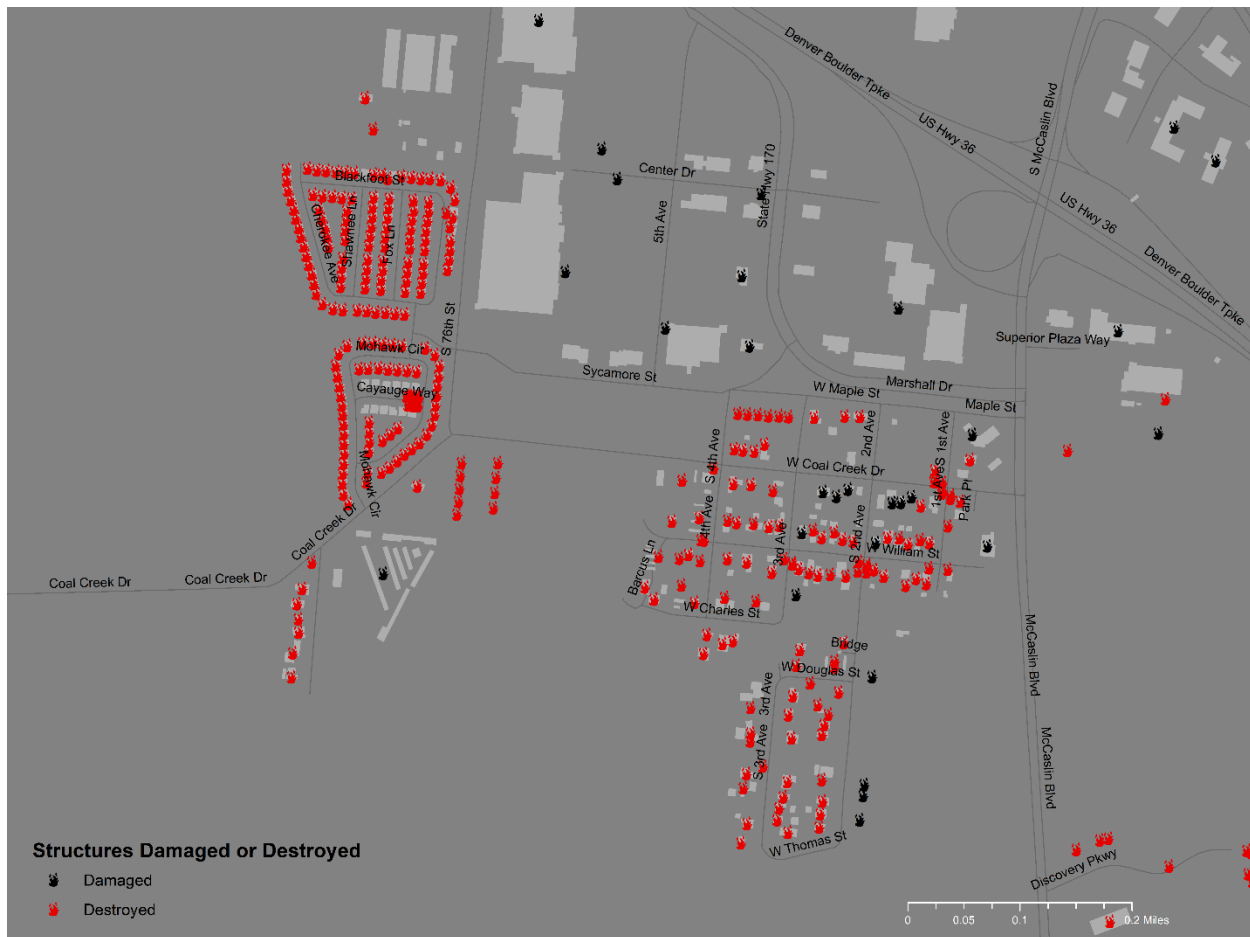 Denver Boulder Tpke
US Hwy 36
S McCaslin Blvd
US Hwy 36
Denver Boulder Tpke
Center Dr
State Hwy 170
5th Ave
Blackfoot St
Cherokee Ave
Shawnee Ln
Fox Ln
S 76th St
Mohawk Cir
Cayauge Way
Mohawk Cir
Sycamore St
Superior Plaza Way
Marshall Dr
W Maple St
Maple St
2nd Ave
S 1st Ave
1st Ave
Park Pl
S 4th Ave
W Coal Creek Dr
4th Ave
3rd Ave
S 2nd Ave
W William St
Barcus Ln
W Charles St
Coal Creek Dr
Coal Creek Dr
Coal Creek Dr
Bridge
W Douglas St
3rd Ave
S 3rd Ave
W Thomas St
McCaslin Blvd
McCaslin Blvd
Discovery Pkwy
Structures Damaged or Destroyed
Damaged
Destroyed
0 0.05 0.1 0.2 Miles